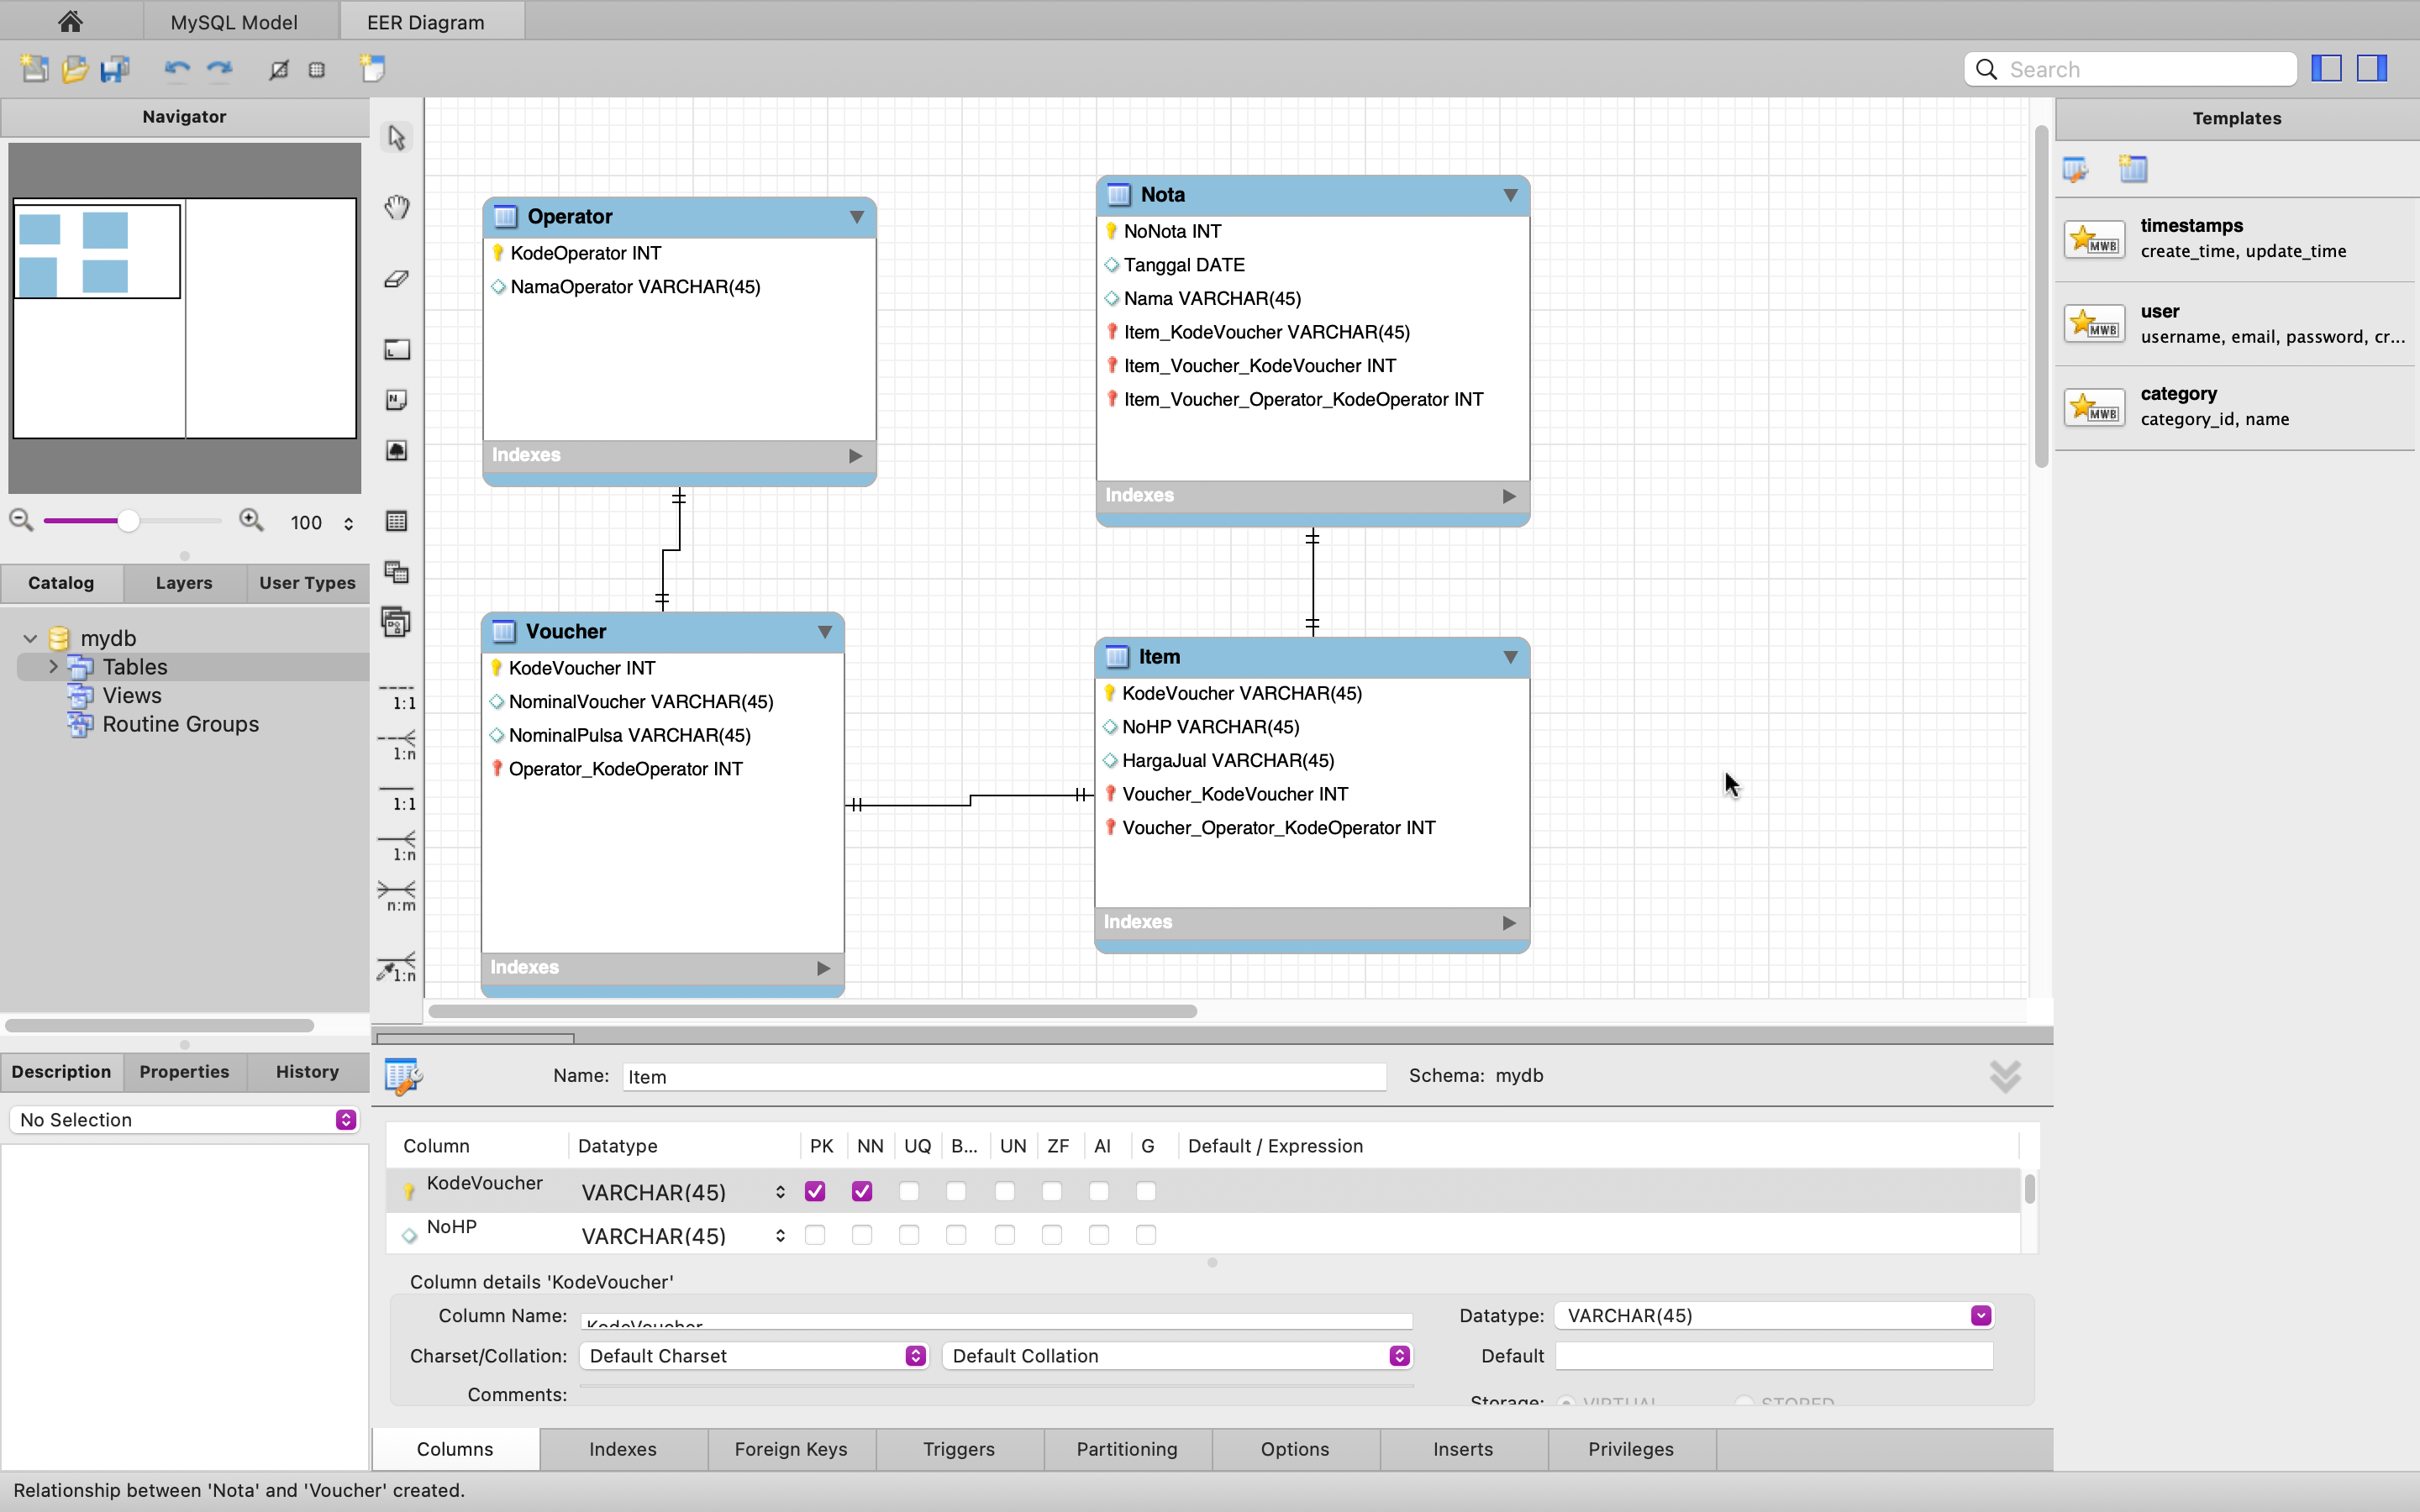 MySQL Model
EER Diagram
Search
Navigator
100
Catalog
Layers
User Types
mydb
Tables
Views
Routine Groups
Description
Properties
History
No Selection
1:1
1:n
1:1
1:n
n:m
1:n
Operator
KodeOperator INT
NamaOperator VARCHAR(45)
Indexes
Nota
NoNota INT
Tanggal DATE
Nama VARCHAR(45)
Item_KodeVoucher VARCHAR(45)
Item_Voucher_KodeVoucher INT
Item_Voucher_Operator_KodeOperator INT
Indexes
Voucher
KodeVoucher INT
NominalVoucher VARCHAR(45)
NominalPulsa VARCHAR(45)
Operator_KodeOperator INT
Indexes
Item
KodeVoucher VARCHAR(45)
NoHP VARCHAR(45)
HargaJual VARCHAR(45)
Voucher_KodeVoucher INT
Voucher_Operator_KodeOperator INT
Indexes
Templates
MWB
timestamps
create_time, update_time
MWB
user
username, email, password, cr...
MWB
category
category_id, name
Name: Item
Schema: mydb
Column Datatype PK NN UQ B... UN ZF AI G Default / Expression
KodeVoucher VARCHAR(45)
NoHP VARCHAR(45)
Column details 'KodeVoucher'
Column Name: KodeVoucher
Datatype: VARCHAR(45)
Charset/Collation: Default Charset Default Collation
Default
Comments:
Storage: VIRTUAL STORED
Columns
Indexes
Foreign Keys
Triggers
Partitioning
Options
Inserts
Privileges
Relationship between 'Nota' and 'Voucher' created.